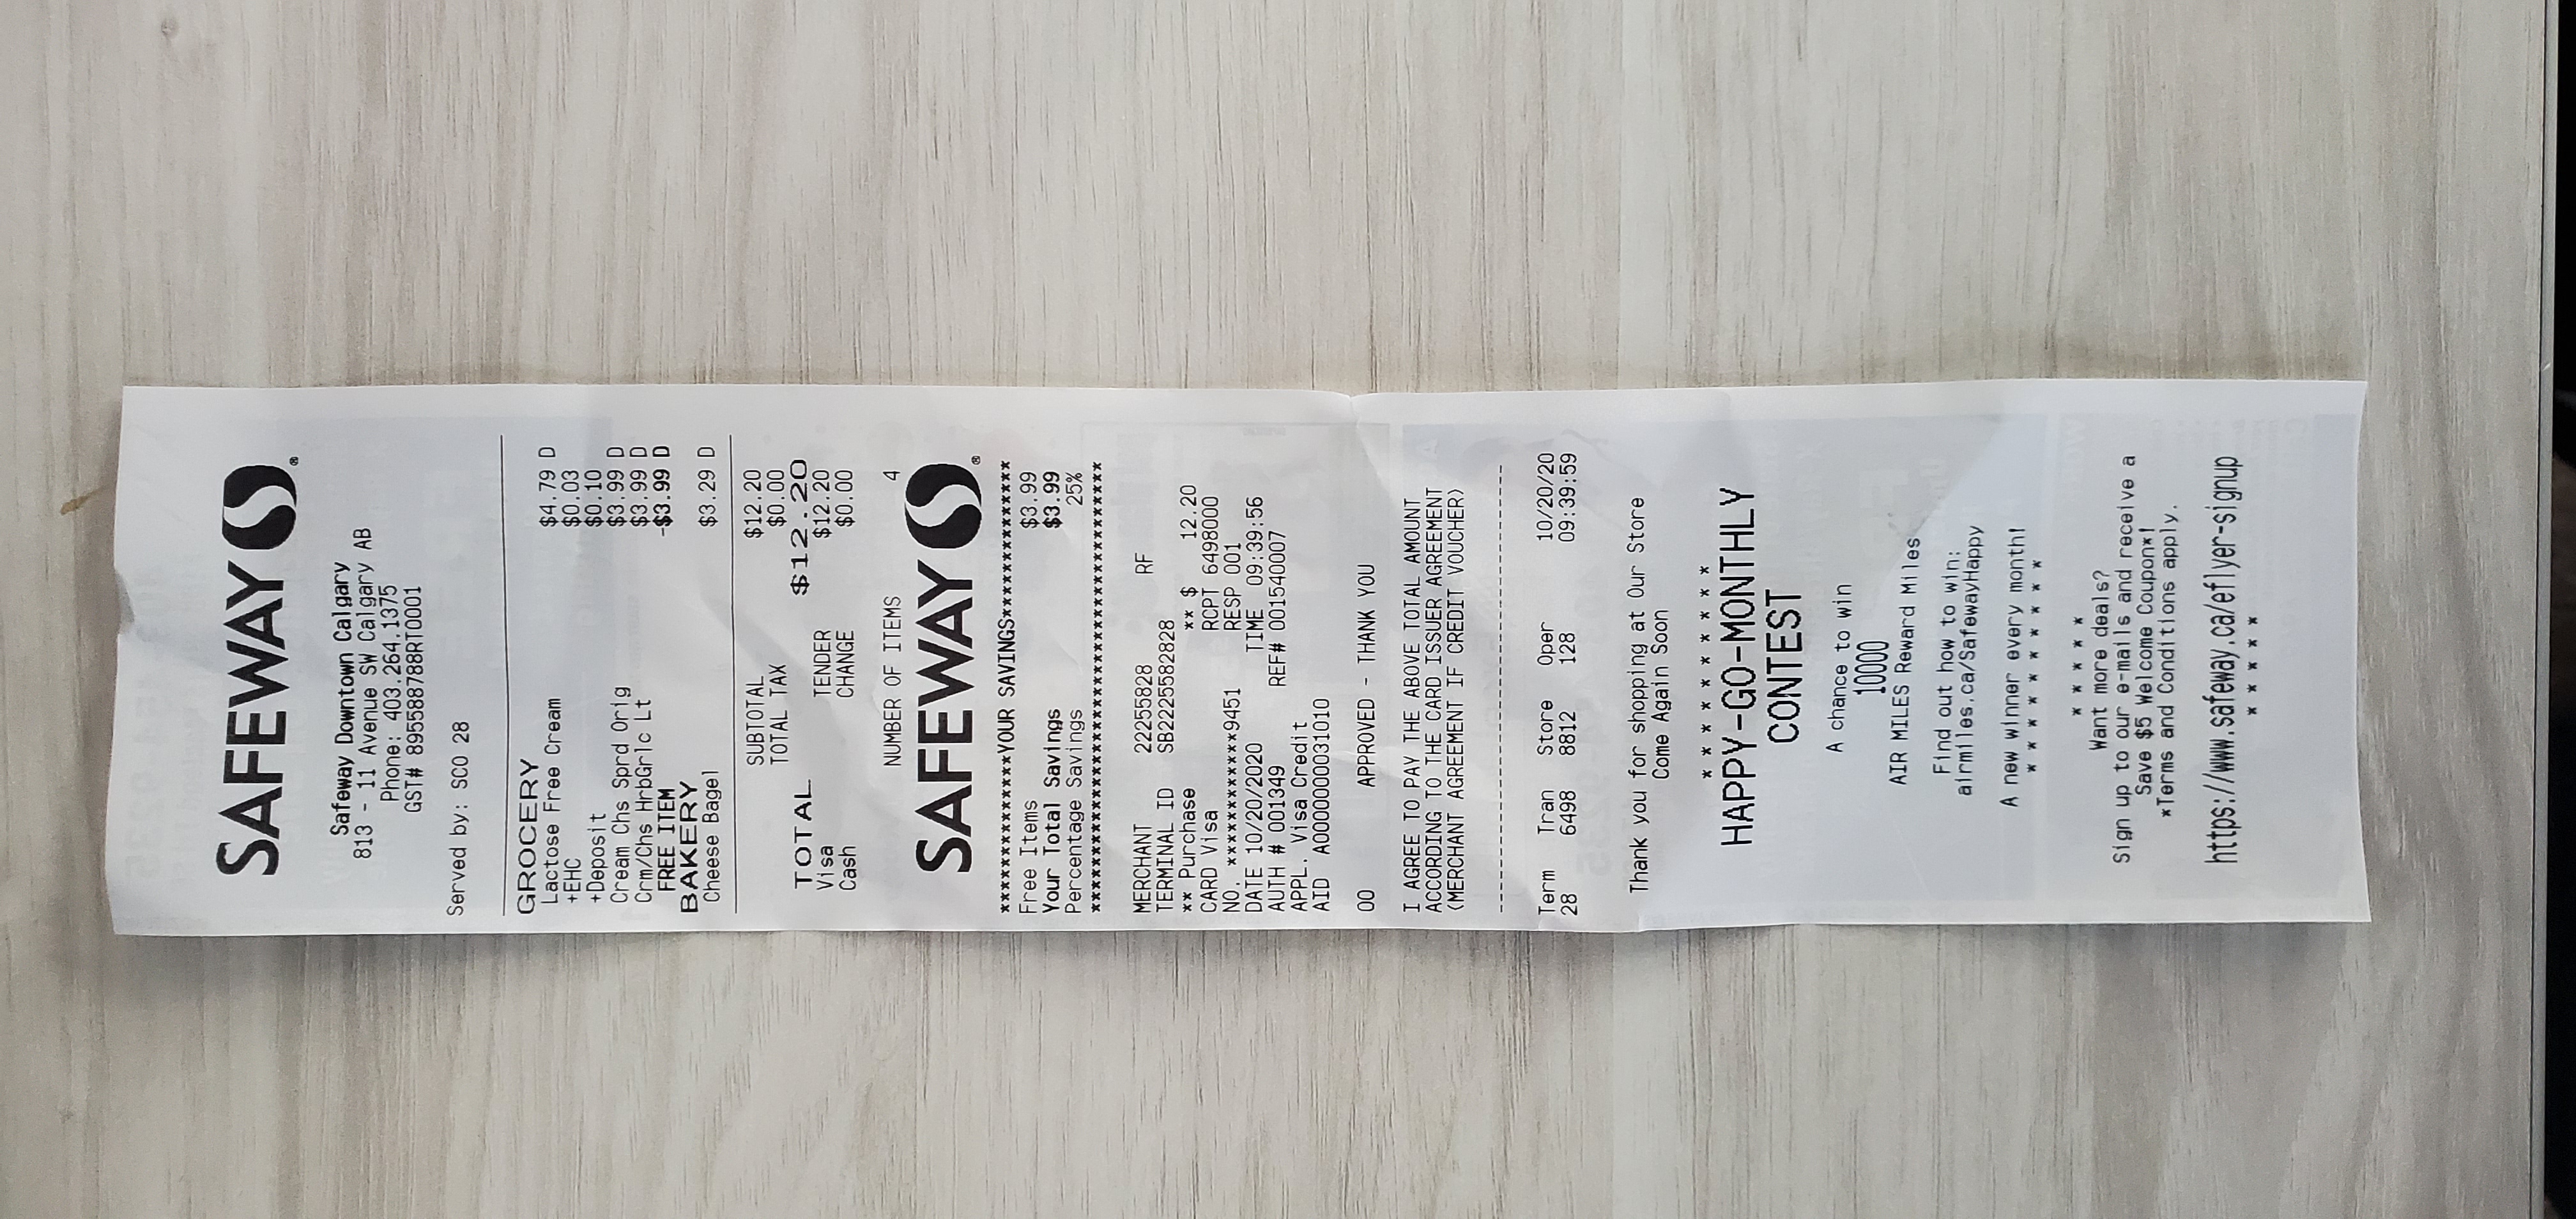 SAFEWAY
Safeway Downtown Calgary
813 - 11 Avenue SW Calgary AB
Phone: 403.264.1375
GST# 895588788RT0001
Served by: SCO 28
GROCERY
Lactose Free Cream $4.79 D
+EHC $0.03
+Deposit $0.10
Cream Chs Sprd Orig $3.99 D
Crm/Chs HrbGrlc Lt $3.99 D
FREE ITEM -$3.99 D
BAKERY
Cheese Bagel $3.29 D
SUBTOTAL $12.20
TOTAL TAX $0.00
TOTAL $12.20
Visa TENDER $12.20
Cash CHANGE $0.00
NUMBER OF ITEMS 4
SAFEWAY
**************YOUR SAVINGS**************
Free Items $3.99
Your Total Savings $3.99
Percentage Savings 25%
****************************************
MERCHANT 22255828 RF
TERMINAL ID SB2225582828
** Purchase ** $ 12.20
CARD Visa RCPT 6498000
NO. ************9451 RESP 001
DATE 10/20/2020 TIME 09:39:56
AUTH # 001349 REF# 001540007
APPL. Visa Credit
AID A0000000031010
00 APPROVED - THANK YOU
I AGREE TO PAY THE ABOVE TOTAL AMOUNT
ACCORDING TO THE CARD ISSUER AGREEMENT
(MERCHANT AGREEMENT IF CREDIT VOUCHER)
----------------------------------------
Term Tran Store Oper 10/20/20
28 6498 8812 128 09:39:59
Thank you for shopping at Our Store
Come Again Soon
* * * * * * * * * *
HAPPY-GO-MONTHLY
CONTEST
A chance to win
10000
AIR MILES Reward Miles
Find out how to win:
airmiles.ca/SafewayHappy
A new winner every month!
* * * * * * * * * *
* * * * *
Want more deals?
Sign up to our e-mails and receive a
Save $5 Welcome Coupon*!
*Terms and Conditions apply.
https://www.safeway.ca/eflyer-signup
* * * * *